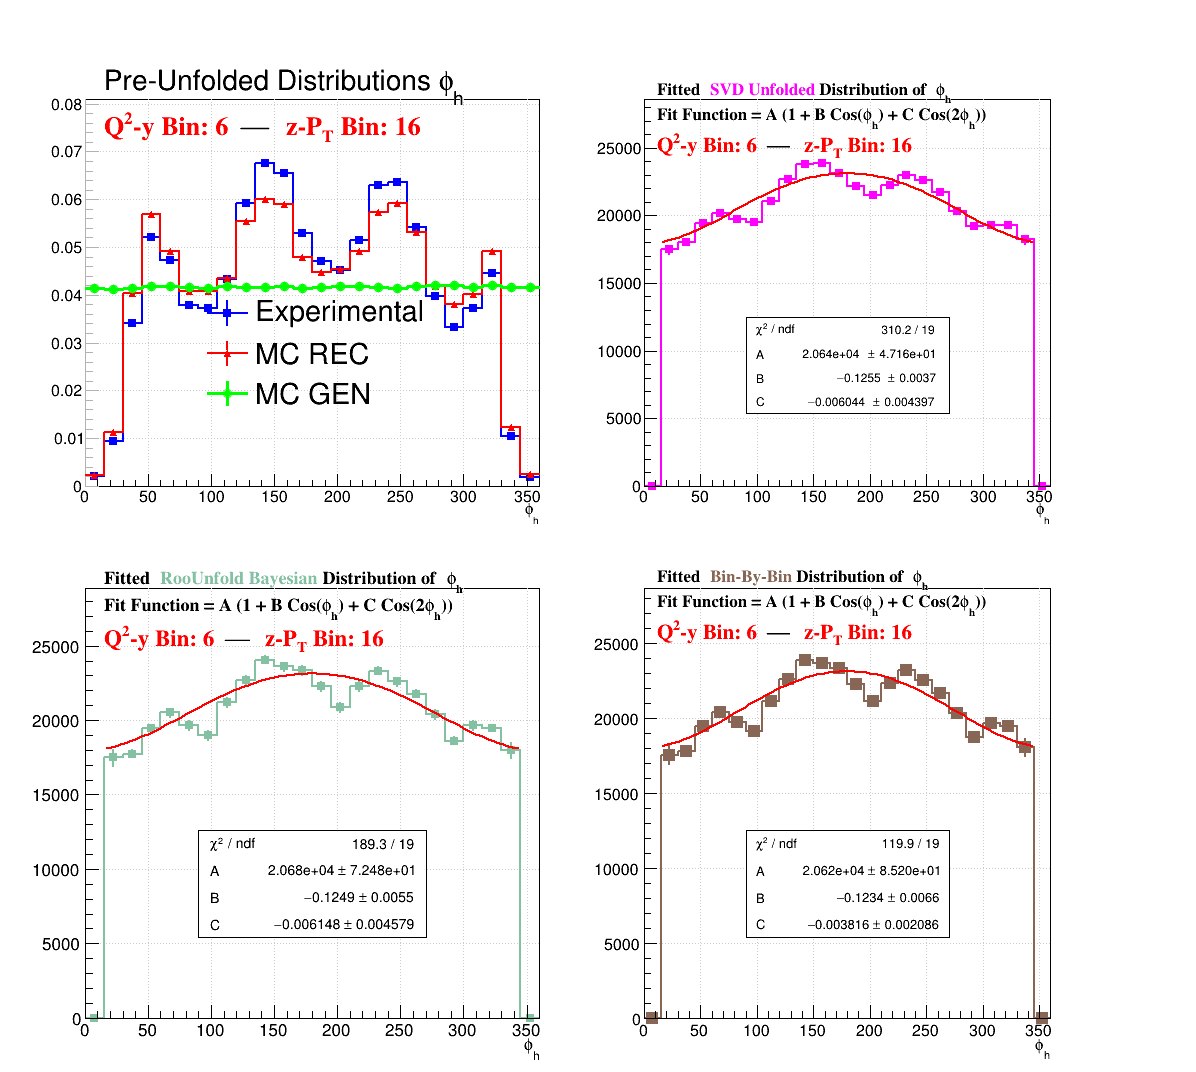 Pre-Unfolded Distributions ϕh
Q²-y Bin: 6 — z-PT Bin: 16
0.08
0.07
0.06
0.05
0.04
0.03
0.02
0.01
0
Experimental
MC REC
MC GEN
0 50 100 150 200 250 300 350
ϕh
Fitted SVD Unfolded Distribution of ϕh
Fit Function = A (1 + B Cos(ϕh) + C Cos(2ϕh))
Q²-y Bin: 6 — z-PT Bin: 16
25000
20000
15000
10000
5000
0
χ² / ndf 310.2 / 19
A 2.064e+04 ± 4.716e+01
B −0.1255 ± 0.0037
C −0.006044 ± 0.004397
0 50 100 150 200 250 300 350
ϕh
Fitted RooUnfold Bayesian Distribution of ϕh
Fit Function = A (1 + B Cos(ϕh) + C Cos(2ϕh))
Q²-y Bin: 6 — z-PT Bin: 16
25000
20000
15000
10000
5000
0
χ² / ndf 189.3 / 19
A 2.068e+04 ± 7.248e+01
B −0.1249 ± 0.0055
C −0.006148 ± 0.004579
0 50 100 150 200 250 300 350
ϕh
Fitted Bin-By-Bin Distribution of ϕh
Fit Function = A (1 + B Cos(ϕh) + C Cos(2ϕh))
Q²-y Bin: 6 — z-PT Bin: 16
25000
20000
15000
10000
5000
0
χ² / ndf 119.9 / 19
A 2.062e+04 ± 8.520e+01
B −0.1234 ± 0.0066
C −0.003816 ± 0.002086
0 50 100 150 200 250 300 350
ϕh